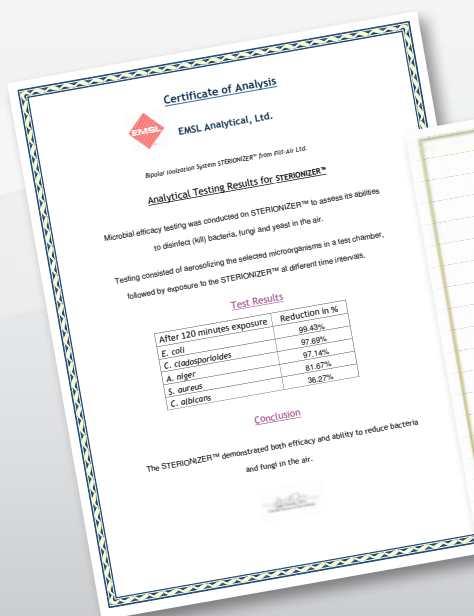 Certificate of Analysis
EMSL
EMSL Analytical, Ltd.
Bipolar Ionization System STERIONIZER™ from Filt-Air Ltd.
Analytical Testing Results for STERIONIZER™
Microbial efficacy testing was conducted on STERIONIZER™ to assess its abilities
to disinfect (kill) bacteria, fungi and yeast in the air.
Testing consisted of aerosolizing the selected microorganisms in a test chamber,
followed by exposure to the STERIONIZER™ at different time intervals.
Test Results
After 120 minutes exposure Reduction in %
E. coli 99.43%
C. cladosporioides 97.69%
A. niger 97.14%
S. aureus 81.67%
C. albicans 36.27%
Conclusion
The STERIONIZER™ demonstrated both efficacy and ability to reduce bacteria
and fungi in the air.